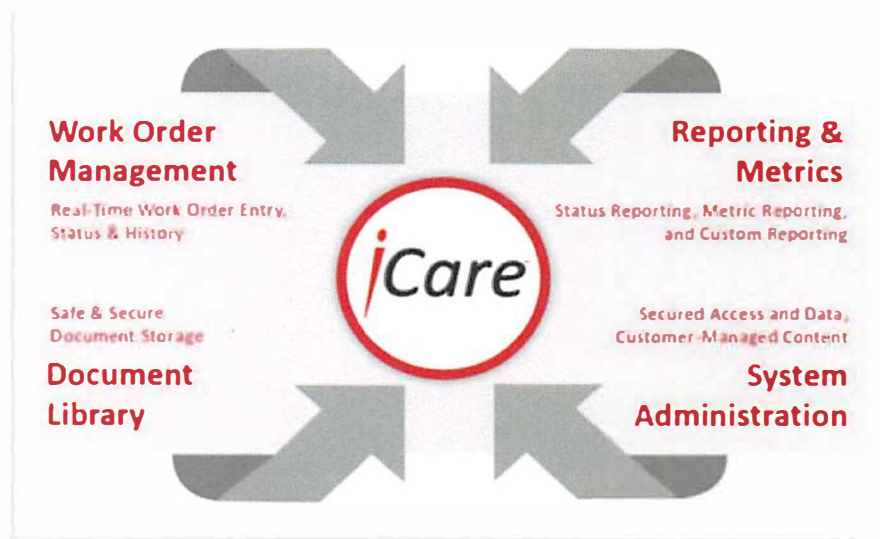 Work Order
Management
Real-Time Work Order Entry,
Status & History
Reporting &
Metrics
Status Reporting, Metric Reporting,
and Custom Reporting
iCare
Safe & Secure
Document Storage
Document
Library
Secured Access and Data,
Customer-Managed Content
System
Administration